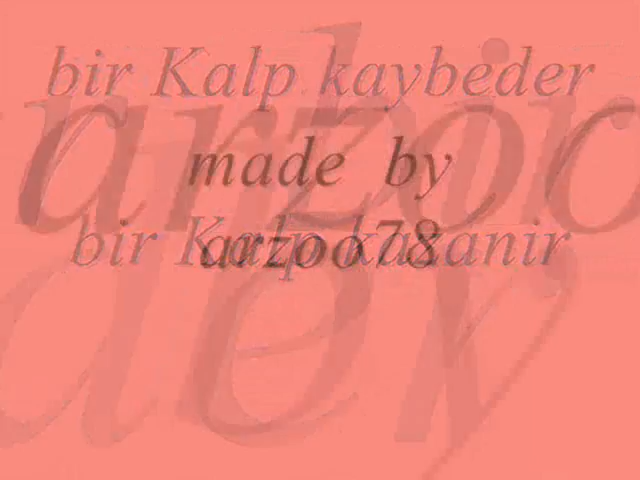 bir Kalp kaybeder
made by
bir Kalp kazanir
arzoo78